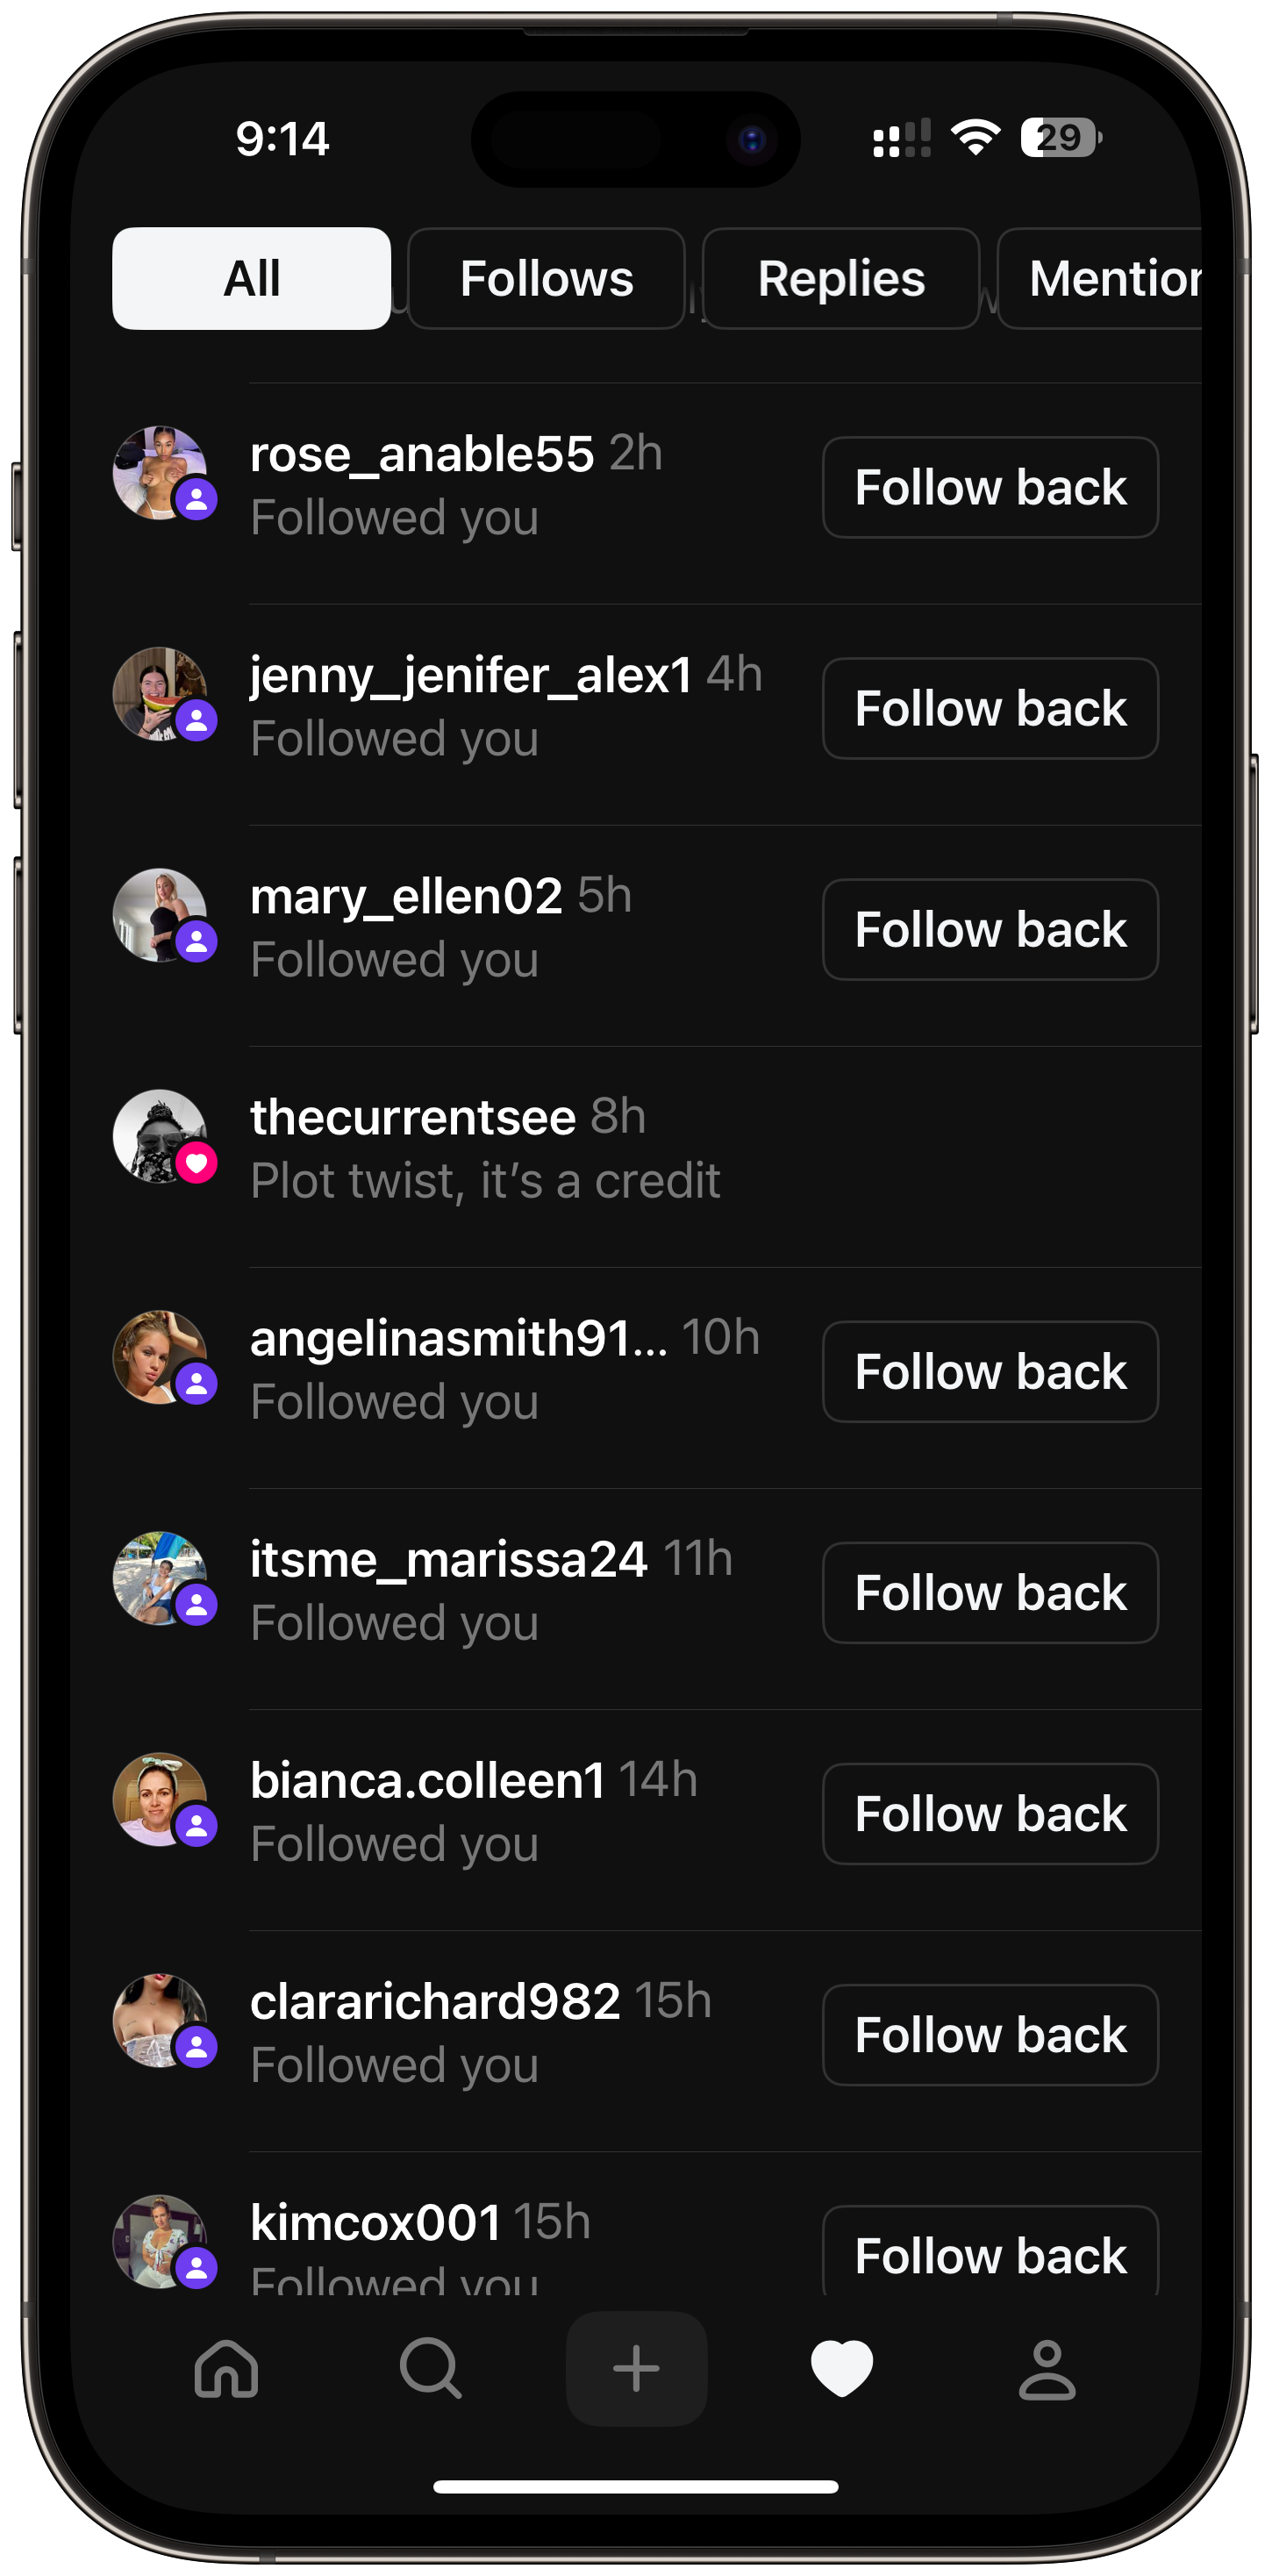 9:14
29
All
Follows
Replies
Mention
rose_anable55 2h
Followed you
Follow back
jenny_jenifer_alex1 4h
Followed you
Follow back
mary_ellen02 5h
Followed you
Follow back
thecurrentsee 8h
Plot twist, it’s a credit
angelinasmith91... 10h
Followed you
Follow back
itsme_marissa24 11h
Followed you
Follow back
bianca.colleen1 14h
Followed you
Follow back
clararichard982 15h
Followed you
Follow back
kimcox001 15h
Followed you
Follow back